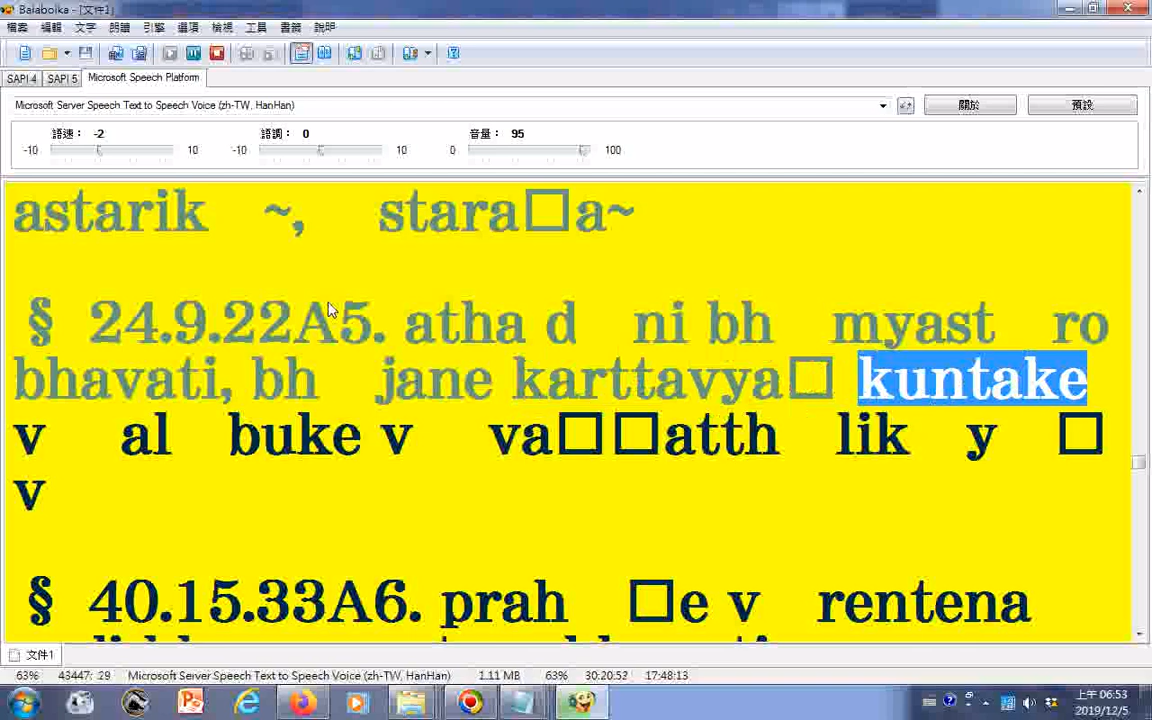 Balabolka - [文件1]
檔案 編輯 文字 朗讀 引擎 選項 檢視 工具 書籤 說明
SAPI 4 SAPI 5 Microsoft Speech Platform
Microsoft Server Speech Text to Speech Voice (zh-TW, HanHan)
關於 預設
語速： -2 語調： 0 音量： 95
-10 10 -10 10 0 100
astarik ~, stara□a~
§ 24.9.22A5. atha d ni bh myast ro
bhavati, bh jane karttavya□ kuntake
v al buke v va□□atth lik y □
v
§ 40.15.33A6. prah □e v rentena
文件1
63% 43447: 29 Microsoft Server Speech Text to Speech Voice (zh-TW, HanHan) 1.11 MB 63% 30:20:53 17:48:13
上午 06:53
2019/12/5